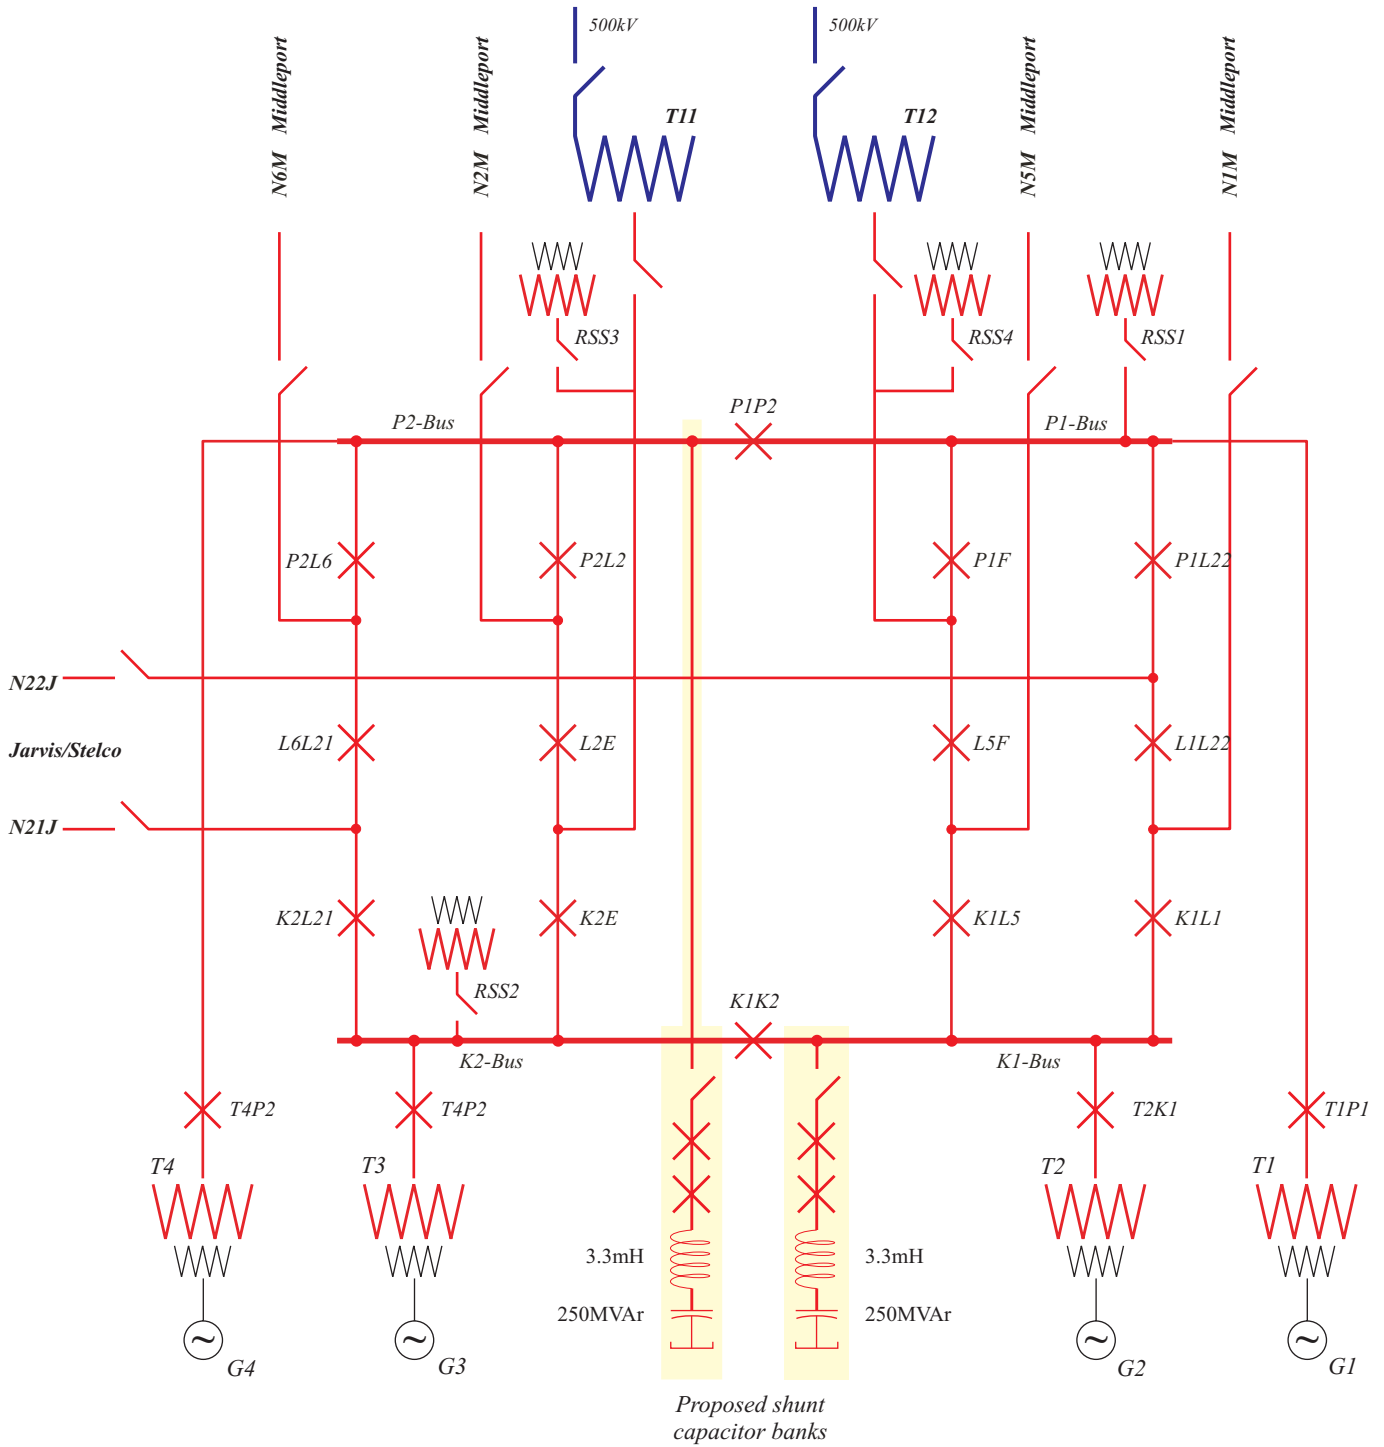 500kV
500kV
N6M Middleport
N2M Middleport
T11
T12
N5M Middleport
N1M Middleport
RSS3
RSS4
RSS1
P1P2
P2-Bus
P1-Bus
P2L6
P2L2
P1F
P1L22
N22J
Jarvis/Stelco
L6L21
L2E
L5F
L1L22
N21J
K2L21
K2E
K1L5
K1L1
RSS2
K1K2
K2-Bus
K1-Bus
T4P2
T4P2
T2K1
T1P1
T4
T3
T2
T1
3.3mH
3.3mH
250MVAr
250MVAr
~
~
~
~
G4
G3
G2
G1
Proposed shunt
capacitor banks